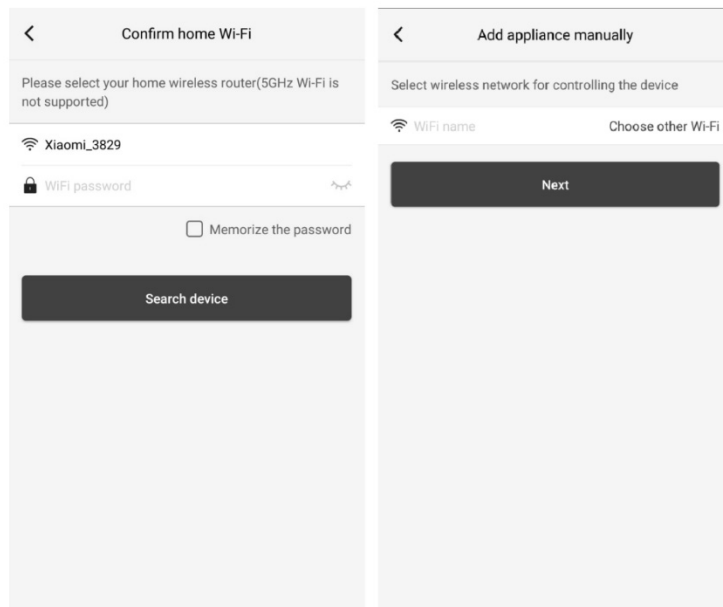 Confirm home Wi-Fi
Please select your home wireless router(5GHz Wi-Fi is
not supported)
Xiaomi_3829
WiFi password
Memorize the password
Search device
Add appliance manually
Select wireless network for controlling the device
WiFi name
Choose other Wi-Fi
Next